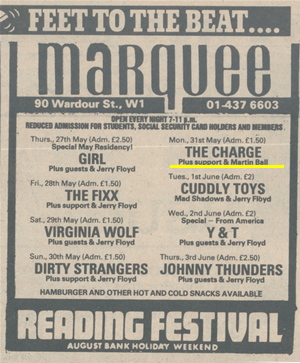 FEET TO THE BEAT....
marquee
90 Wardour St., W1
01-437 6603
OPEN EVERY NIGHT 7-11 p.m.
REDUCED ADMISSION FOR STUDENTS, SOCIAL SECURITY CARD HOLDERS AND MEMBERS
Thurs., 27th May (Adm. £2.50)
Special May Residency!
GIRL
Plus guests & Jerry Floyd
Fri., 28th May (Adm. £1.50)
THE FIXX
Plus support & Jerry Floyd
Sat., 29th May (Adm. £1.50)
VIRGINIA WOLF
Plus guests & Jerry Floyd
Sun., 30th May (Adm. £1.50)
DIRTY STRANGERS
Plus support & Jerry Floyd
Mon., 31st May (Adm. £1.50)
THE CHARGE
Plus support & Martin Ball
Tues., 1st June (Adm. £2)
CUDDLY TOYS
Mad Shadows & Jerry Floyd
Wed., 2nd June (Adm. £2)
Special — From America
Y & T
Plus guests & Jerry Floyd
Thurs., 3rd June (Adm. £2.50)
JOHNNY THUNDERS
Plus guests & Jerry Floyd
HAMBURGER AND OTHER HOT AND COLD SNACKS AVAILABLE
READING FESTIVAL
AUGUST BANK HOLIDAY WEEKEND